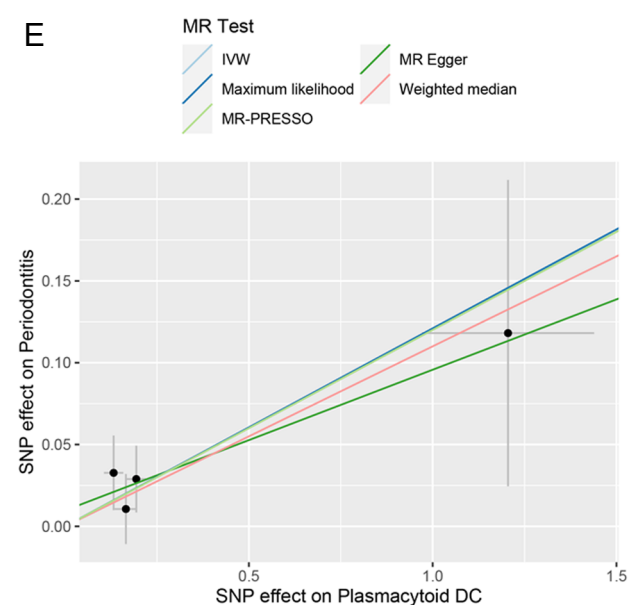 E
MR Test
IVW
MR Egger
Maximum likelihood
Weighted median
MR-PRESSO
0.20
0.15
0.10
0.05
0.00
SNP effect on Periodontitis
0.5
1.0
1.5
SNP effect on Plasmacytoid DC